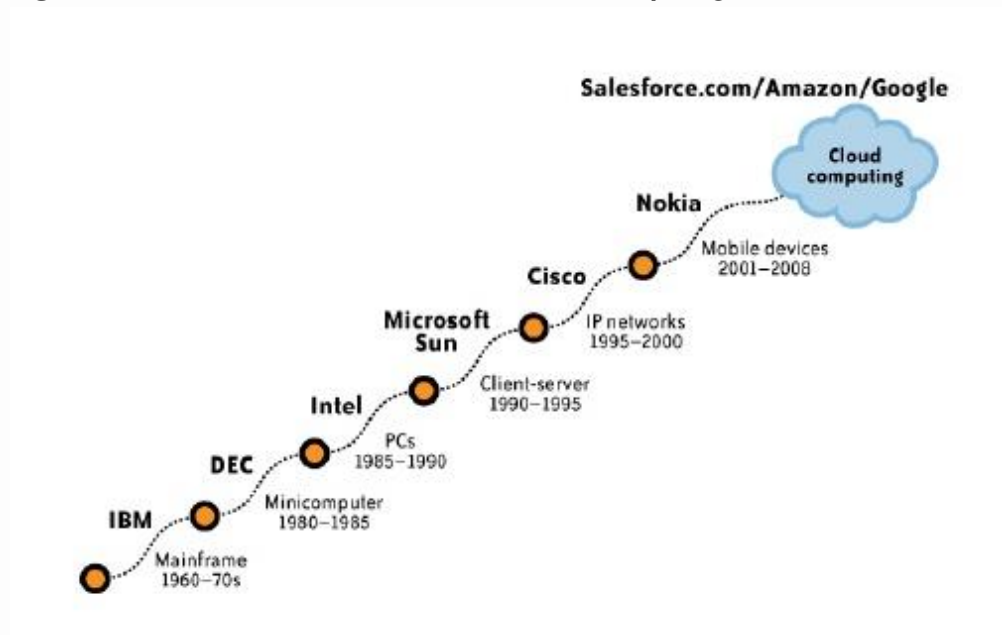 Salesforce.com/Amazon/Google
Cloud
computing
Nokia
Mobile devices
2001–2008
Cisco
IP networks
1995–2000
Microsoft
Sun
Client-server
1990–1995
Intel
PCs
1985–1990
DEC
Minicomputer
1980–1985
IBM
Mainframe
1960–70s